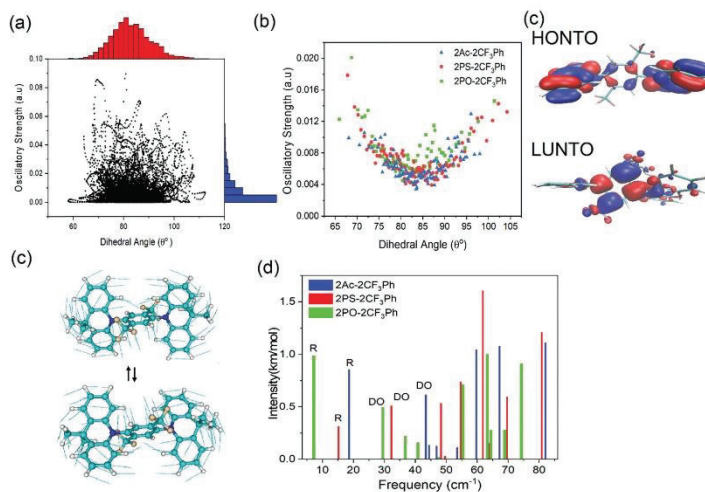 (a)
Oscillatory Strength (a.u)
0.10
0.08
0.06
0.04
0.02
0.00
60
80
100
120
Dihedral Angle (θ°)
(b)
Oscillatory Strength (a.u)
0.020
0.016
0.012
0.008
0.004
0.000
2Ac-2CF₃Ph
2PS-2CF₃Ph
2PO-2CF₃Ph
65 70 75 80 85 90 95 100 104
Dihedral Angle (θ°)
(c)
HONTO
LUNTO
(c)
(d)
Intensity(km/mol)
1.5
1.0
0.5
0.0
2Ac-2CF₃Ph
2PS-2CF₃Ph
2PO-2CF₃Ph
R
R
R
DO
DO
DO
10 20 30 40 50 60 70 80
Frequency (cm⁻¹)